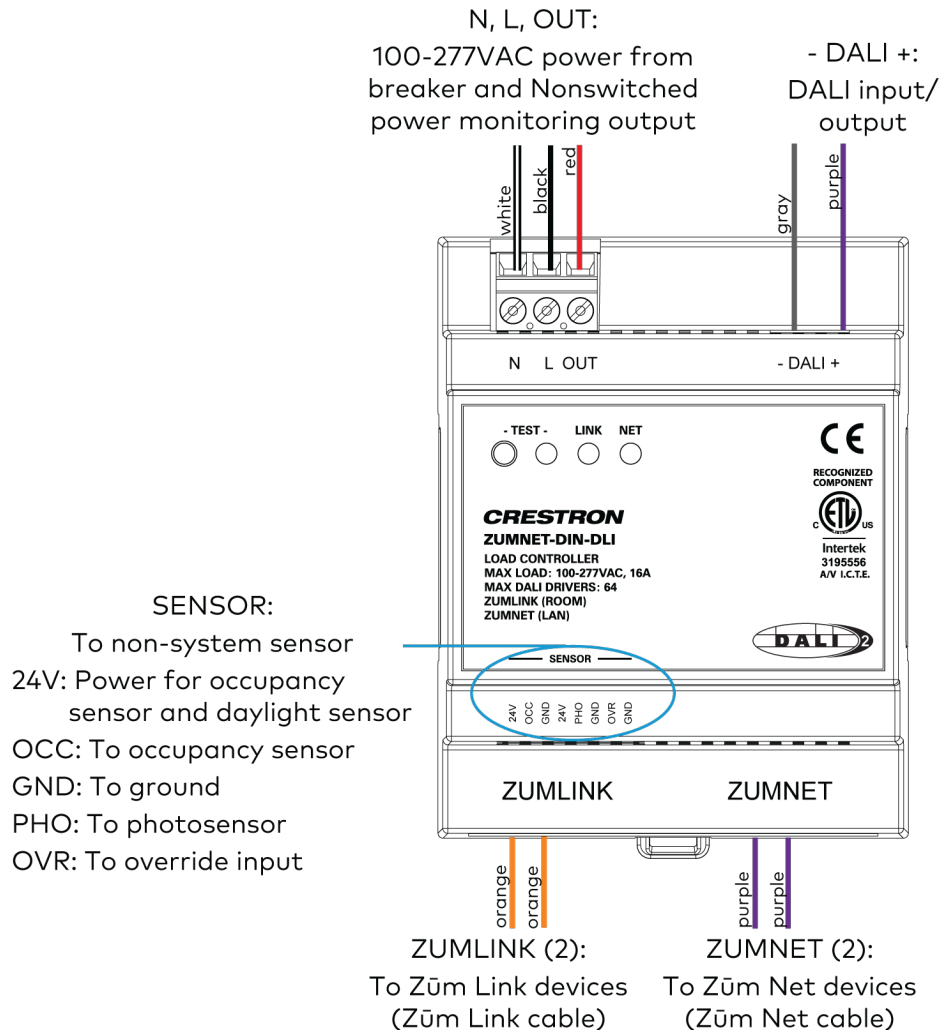 N, L, OUT:
100-277VAC power from
breaker and Nonswitched
power monitoring output
- DALI +:
DALI input/
output
white
black
red
gray
purple
N L OUT
- DALI +
- TEST - LINK NET
CE
RECOGNIZED
COMPONENT
C ETL US
Intertek
3195556
A/V I.C.T.E.
CRESTRON
ZUMNET-DIN-DLI
LOAD CONTROLLER
MAX LOAD: 100-277VAC, 16A
MAX DALI DRIVERS: 64
ZUMLINK (ROOM)
ZUMNET (LAN)
DALI 2
SENSOR
24V OCC GND 24V PHO GND OVR GND
SENSOR:
To non-system sensor
24V: Power for occupancy
sensor and daylight sensor
OCC: To occupancy sensor
GND: To ground
PHO: To photosensor
OVR: To override input
ZUMLINK ZUMNET
orange
orange
purple
purple
ZUMLINK (2):
To Zūm Link devices
(Zūm Link cable)
ZUMNET (2):
To Zūm Net devices
(Zūm Net cable)